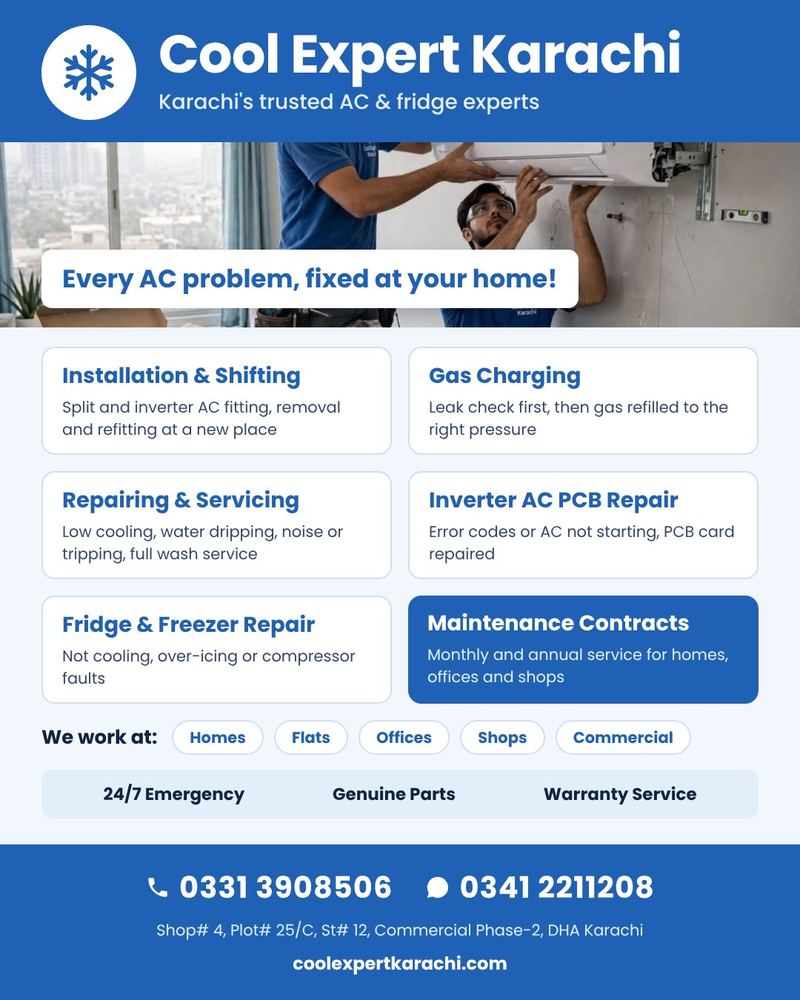 Cool Expert Karachi
Karachi's trusted AC & fridge experts
Every AC problem, fixed at your home!
Karachi
Installation & Shifting
Split and inverter AC fitting, removal
and refitting at a new place
Gas Charging
Leak check first, then gas refilled to the
right pressure
Repairing & Servicing
Low cooling, water dripping, noise or
tripping, full wash service
Inverter AC PCB Repair
Error codes or AC not starting, PCB card
repaired
Fridge & Freezer Repair
Not cooling, over-icing or compressor
faults
Maintenance Contracts
Monthly and annual service for homes,
offices and shops
We work at: Homes Flats Offices Shops Commercial
24/7 Emergency Genuine Parts Warranty Service
0331 3908506 0341 2211208
Shop# 4, Plot# 25/C, St# 12, Commercial Phase-2, DHA Karachi
coolexpertkarachi.com